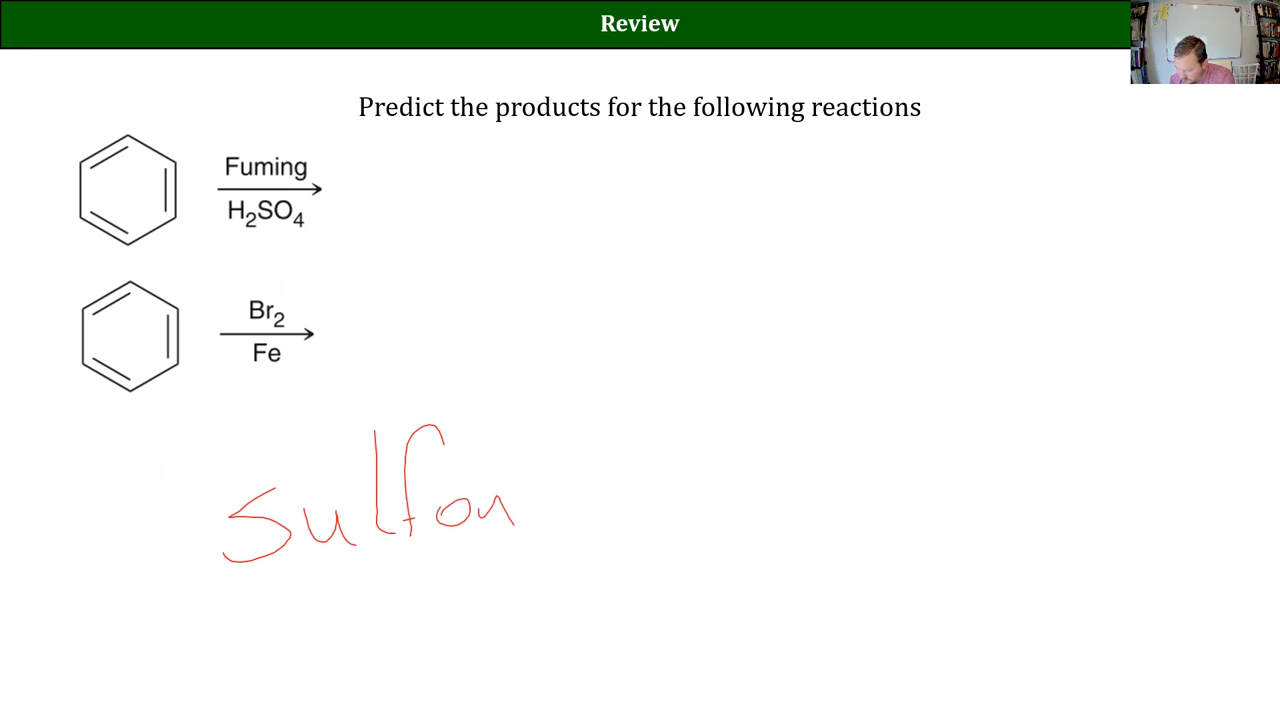 Review
Predict the products for the following reactions
Fuming
H₂SO₄
Br₂
Fe
Sulfon